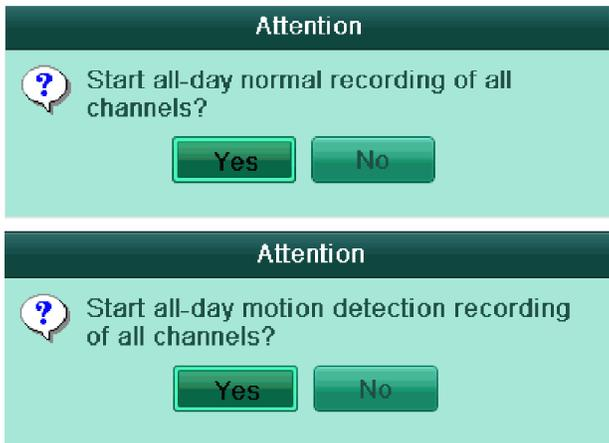 Attention
Start all-day normal recording of all
channels?
Yes No
Attention
Start all-day motion detection recording
of all channels?
Yes No